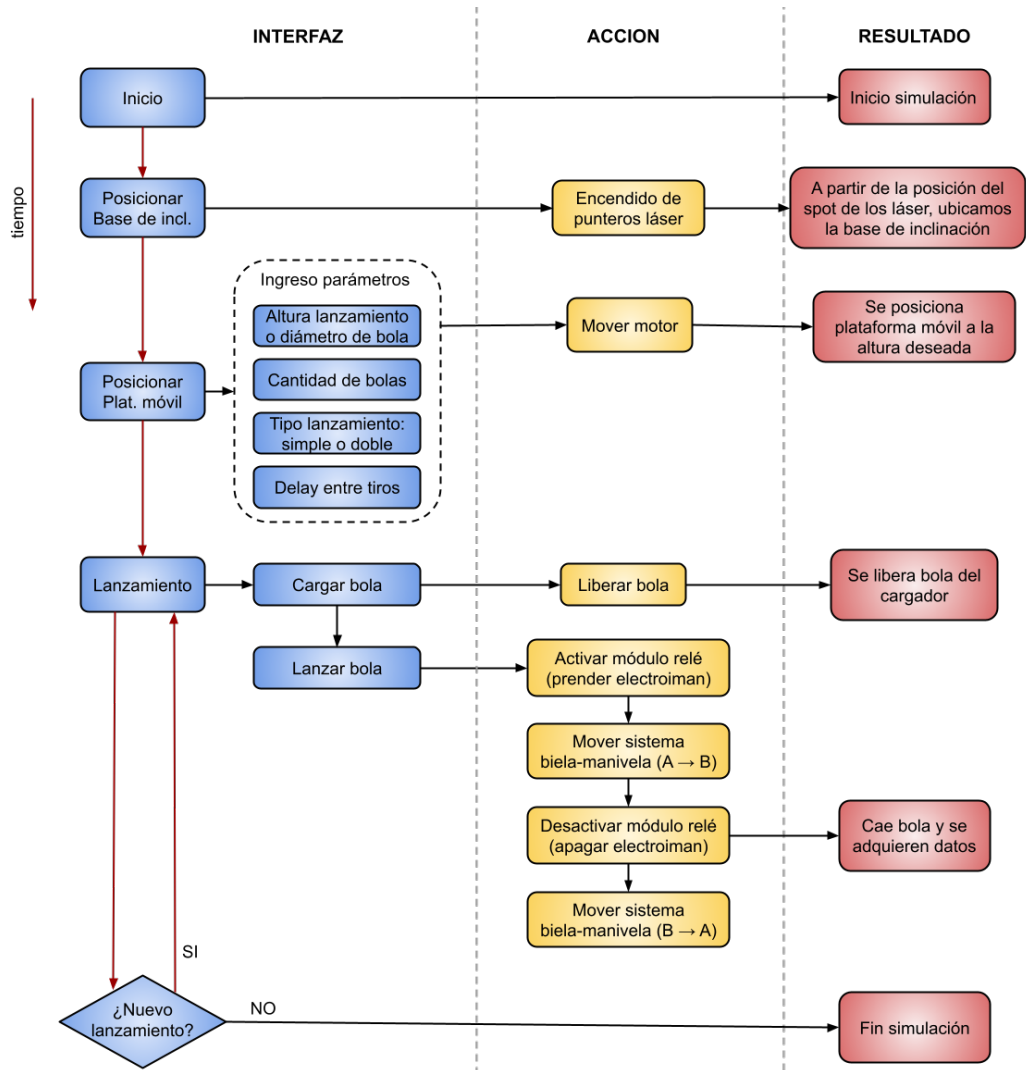 INTERFAZ
ACCION
RESULTADO
tiempo
Inicio
Inicio simulación
Posicionar
Base de incl.
Encendido de
punteros láser
A partir de la posición del
spot de los láser, ubicamos
la base de inclinación
Ingreso parámetros
Altura lanzamiento
o diámetro de bola
Cantidad de bolas
Tipo lanzamiento:
simple o doble
Delay entre tiros
Mover motor
Se posiciona
plataforma móvil a la
altura deseada
Posicionar
Plat. móvil
Lanzamiento
Cargar bola
Liberar bola
Se libera bola del
cargador
Lanzar bola
Activar módulo relé
(prender electroiman)
Mover sistema
biela-manivela (A → B)
Desactivar módulo relé
(apagar electroiman)
Cae bola y se
adquieren datos
Mover sistema
biela-manivela (B → A)
SI
¿Nuevo
lanzamiento?
NO
Fin simulación